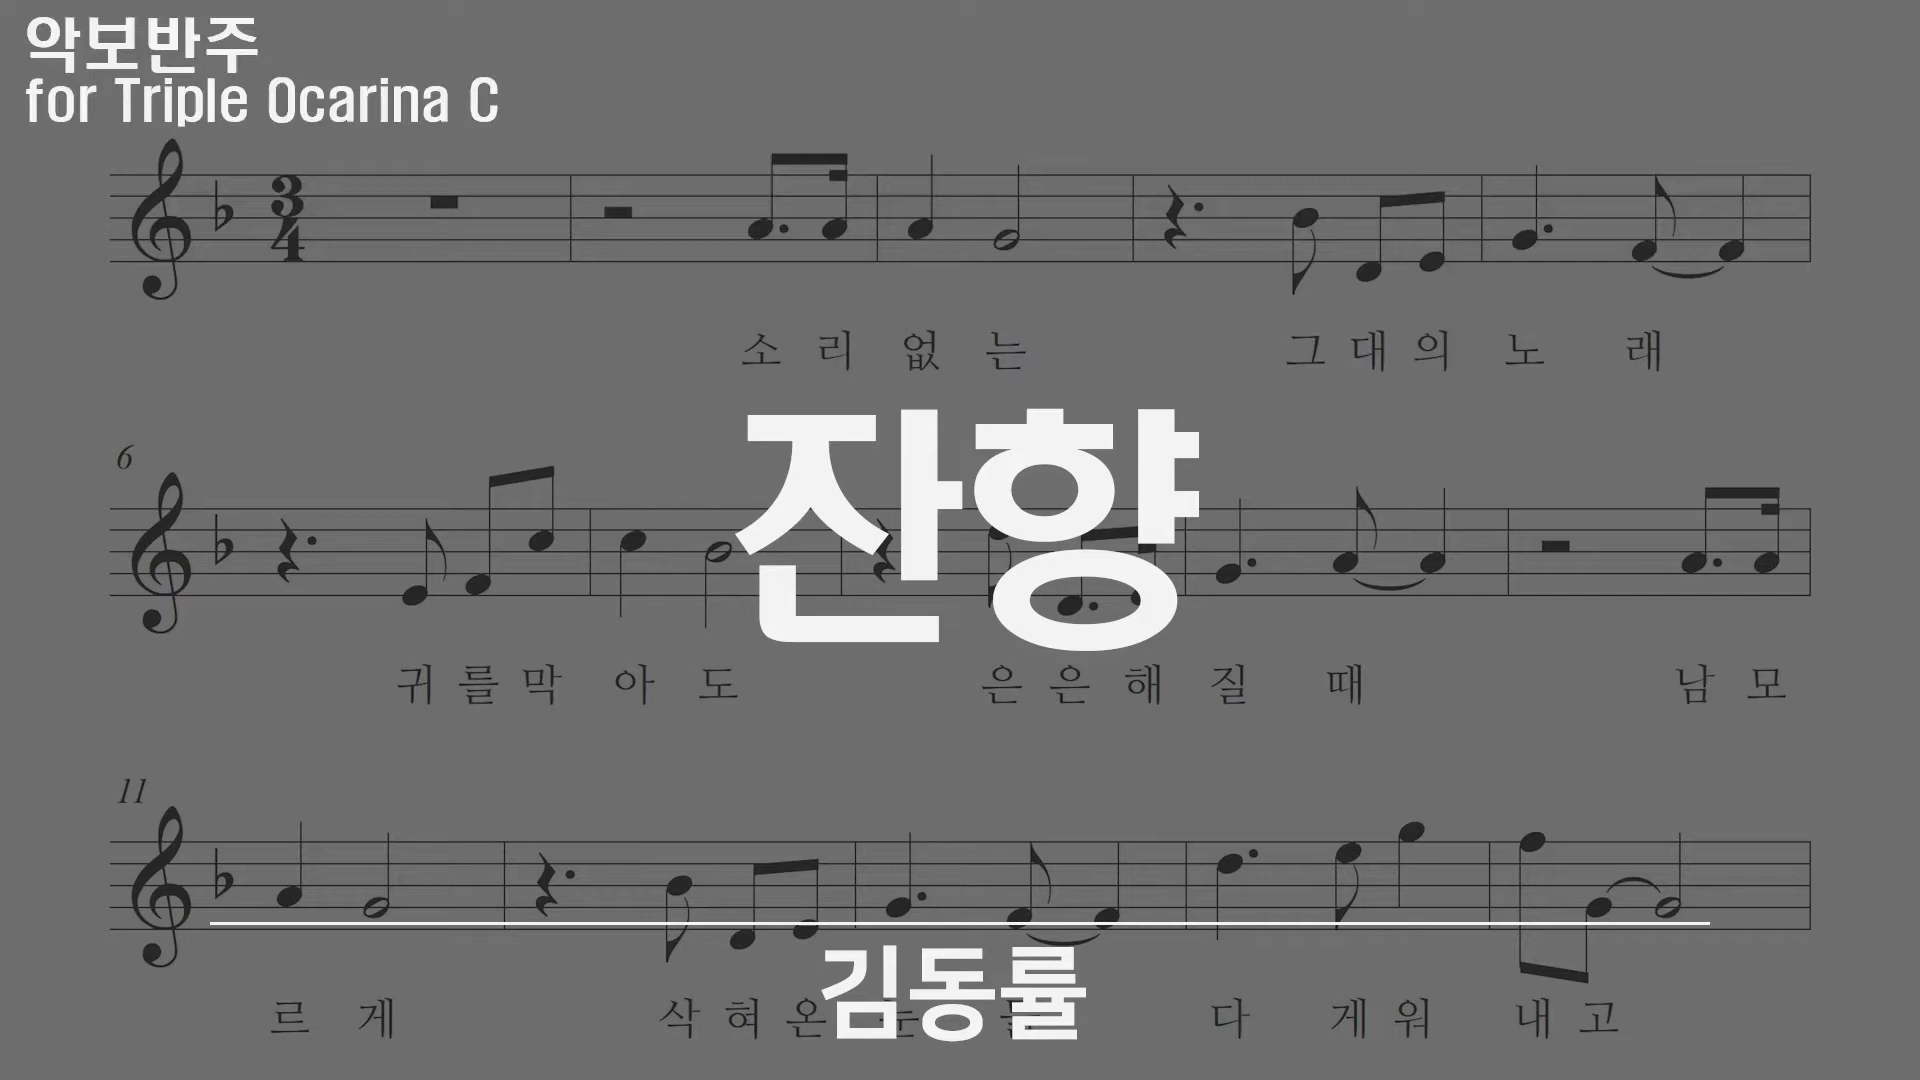 악보반주
for Triple Ocarina C
3
4
소 리 없 는 그 대 의 노 래
잔향
6
귀 를 막 아 도 은 은 해 질 때 남 모
11
르 게 삭 혀 온 다 게 워 내 고
김동률